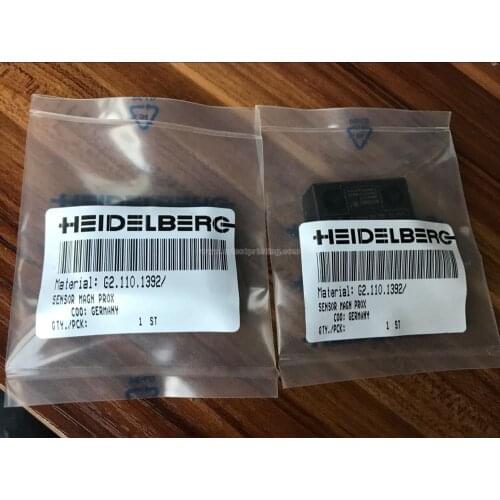 HEIDELBERG
Material: G2.110.1392/
SENSOR MAGN PROX
COO: GERMANY
QTY./PCK: 1 ST
HEIDELBERG
Material: G2.110.1392/
SENSOR MAGN PROX
COO: GERMANY
QTY./PCK: 1 ST